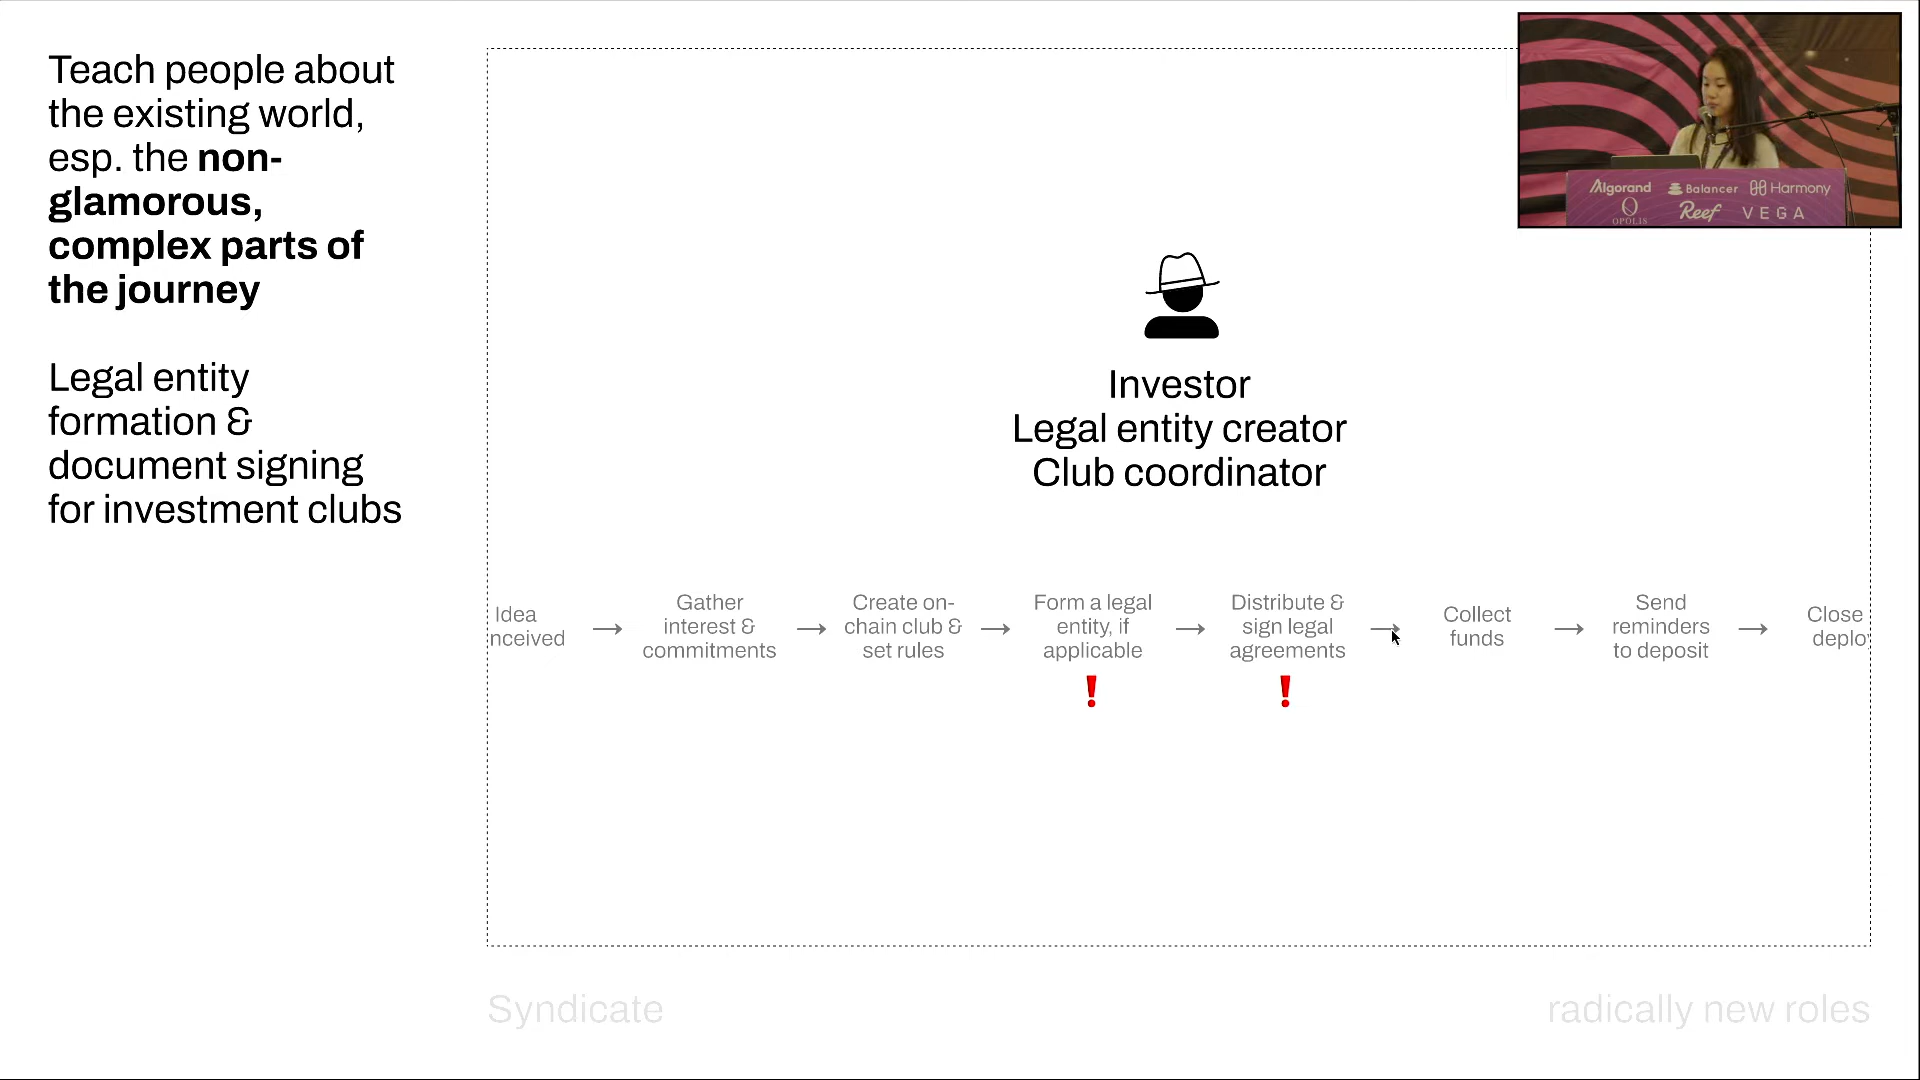 Teach people about
the existing world,
esp. the non-
glamorous,
complex parts of
the journey
Legal entity
formation &
document signing
for investment clubs
Investor
Legal entity creator
Club coordinator
Idea
nceived
→
Gather
interest &
commitments
→
Create on-
chain club &
set rules
→
Form a legal
entity, if
applicable
→
Distribute &
sign legal
agreements
→
Collect
funds
→
Send
reminders
to deposit
→
Close
deplo
❗
❗
Syndicate
radically new roles
Algorand
Balancer
Harmony
OPOLIS
Reef
VEGA